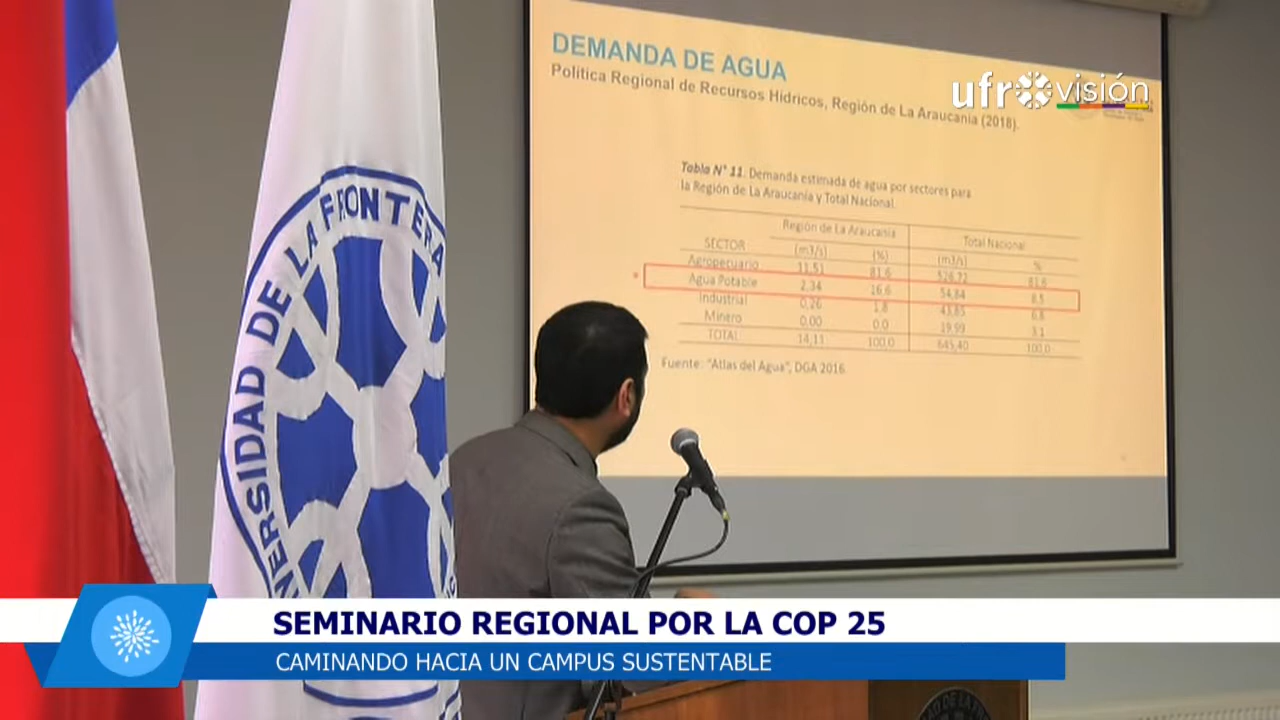 DEMANDA DE AGUA
Política Regional de Recursos Hídricos, Región de La Araucanía (2018).
ufro visión
Tabla N° 11. Demanda estimada de agua por sectores para
la Región de La Araucanía y Total Nacional.
Región de La Araucanía Total Nacional
SECTOR (m3/s) (%) (m3/s) %
Agropecuario 11,51 81,6 526,72 81,6
Agua Potable 2,34 16,6 54,84 8,5
Industrial 0,26 1,8 43,85 6,8
Minero 0,00 0,0 19,99 3,1
TOTAL 14,11 100,0 645,40 100,0
Fuente: "Atlas del Agua", DGA 2016
VERSIDAD DE LA FRONTERA
SEMINARIO REGIONAL POR LA COP 25
CAMINANDO HACIA UN CAMPUS SUSTENTABLE